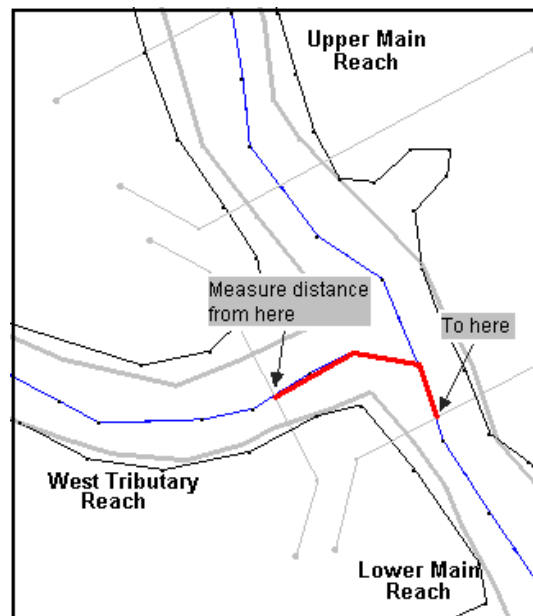 Upper Main
Reach
Measure distance
from here
To here
West Tributary
Reach
Lower Main
Reach